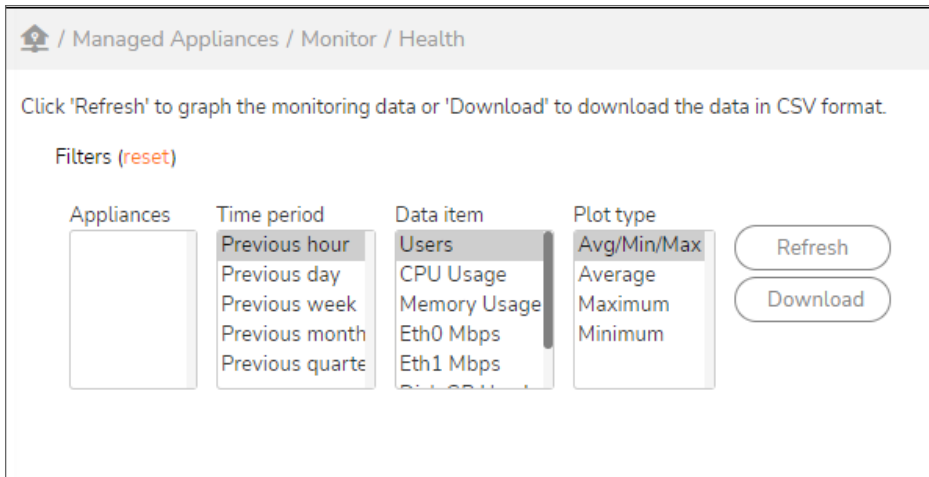 / Managed Appliances / Monitor / Health
Click 'Refresh' to graph the monitoring data or 'Download' to download the data in CSV format.
Filters (reset)
Appliances
Time period
Previous hour
Previous day
Previous week
Previous month
Previous quarte
Data item
Users
CPU Usage
Memory Usage
Eth0 Mbps
Eth1 Mbps
Plot type
Avg/Min/Max
Average
Maximum
Minimum
Refresh
Download